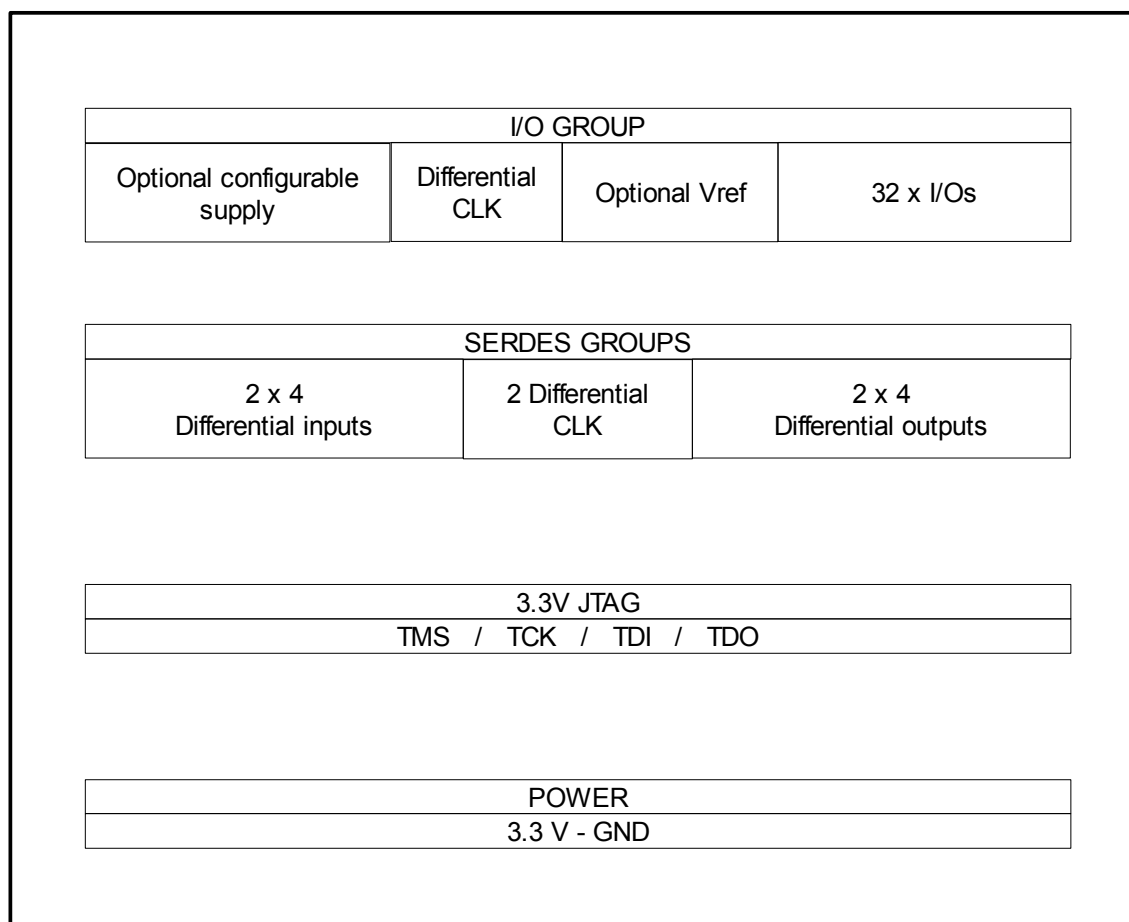 I/O GROUP
Optional configurable
supply
Differential
CLK
Optional Vref
32 x I/Os
SERDES GROUPS
2 x 4
Differential inputs
2 Differential
CLK
2 x 4
Differential outputs
3.3V JTAG
TMS / TCK / TDI / TDO
POWER
3.3 V - GND